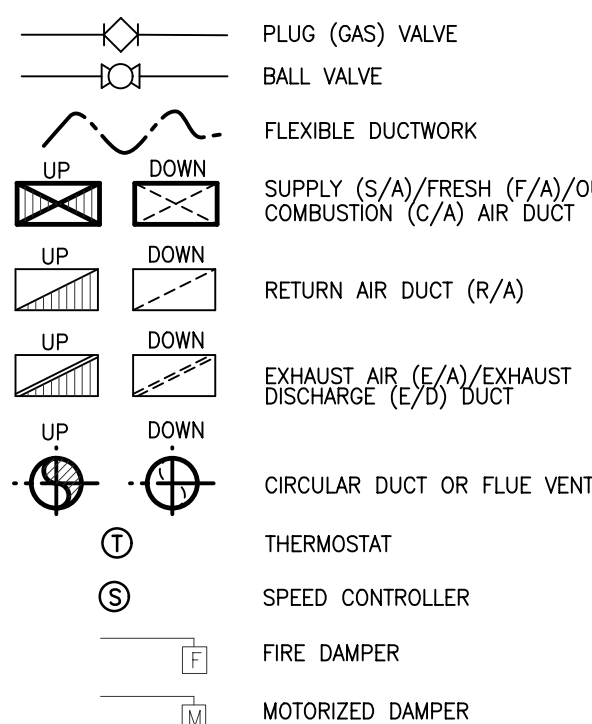 PLUG (GAS) VALVE
BALL VALVE
FLEXIBLE DUCTWORK
UP DOWN
SUPPLY (S/A)/FRESH (F/A)/
COMBUSTION (C/A) AIR DUCT
UP DOWN
RETURN AIR DUCT (R/A)
UP DOWN
EXHAUST AIR (E/A)/EXHAUST
DISCHARGE (E/D) DUCT
UP DOWN
CIRCULAR DUCT OR FLUE VENT
T THERMOSTAT
S SPEED CONTROLLER
F FIRE DAMPER
M MOTORIZED DAMPER